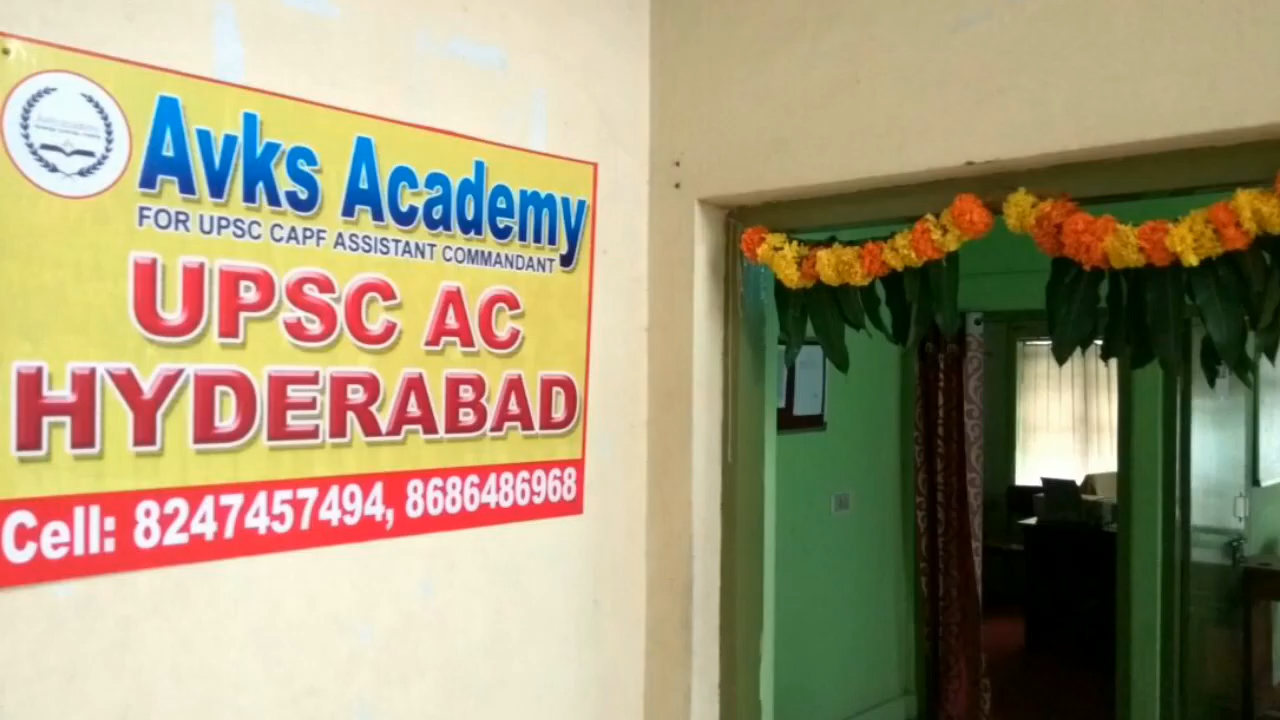 Avks Academy
FOR UPSC CAPF ASSISTANT COMMANDANT
UPSC AC
HYDERABAD
Cell: 8247457494, 8686486968